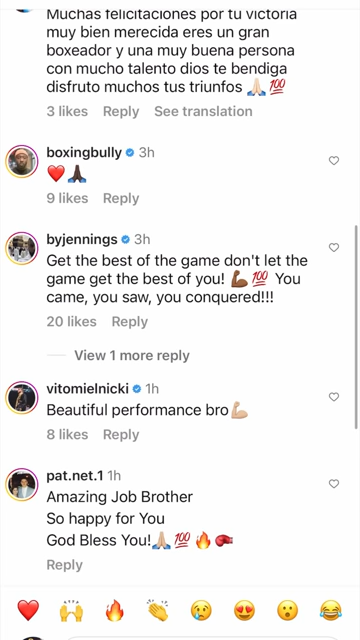 Muchas felicitaciones por tu victoria
muy bien merecida eres un gran
boxeador y una muy buena persona
con mucho talento dios te bendiga
disfruto muchos tus triunfos 🙏🏻💯
3 likes Reply See translation
boxingbully 3h
❤️🙏🏿
9 likes Reply
byjennings 3h
Get the best of the game don't let the
game get the best of you! 💪🏾💯 You
came, you saw, you conquered!!!
20 likes Reply
View 1 more reply
vitomielnicki 1h
Beautiful performance bro💪🏼
8 likes Reply
pat.net.1 1h
Amazing Job Brother
So happy for You
God Bless You!🙏🏼💯🔥🥊
Reply
❤️🙌🔥👏😢😍😮😂